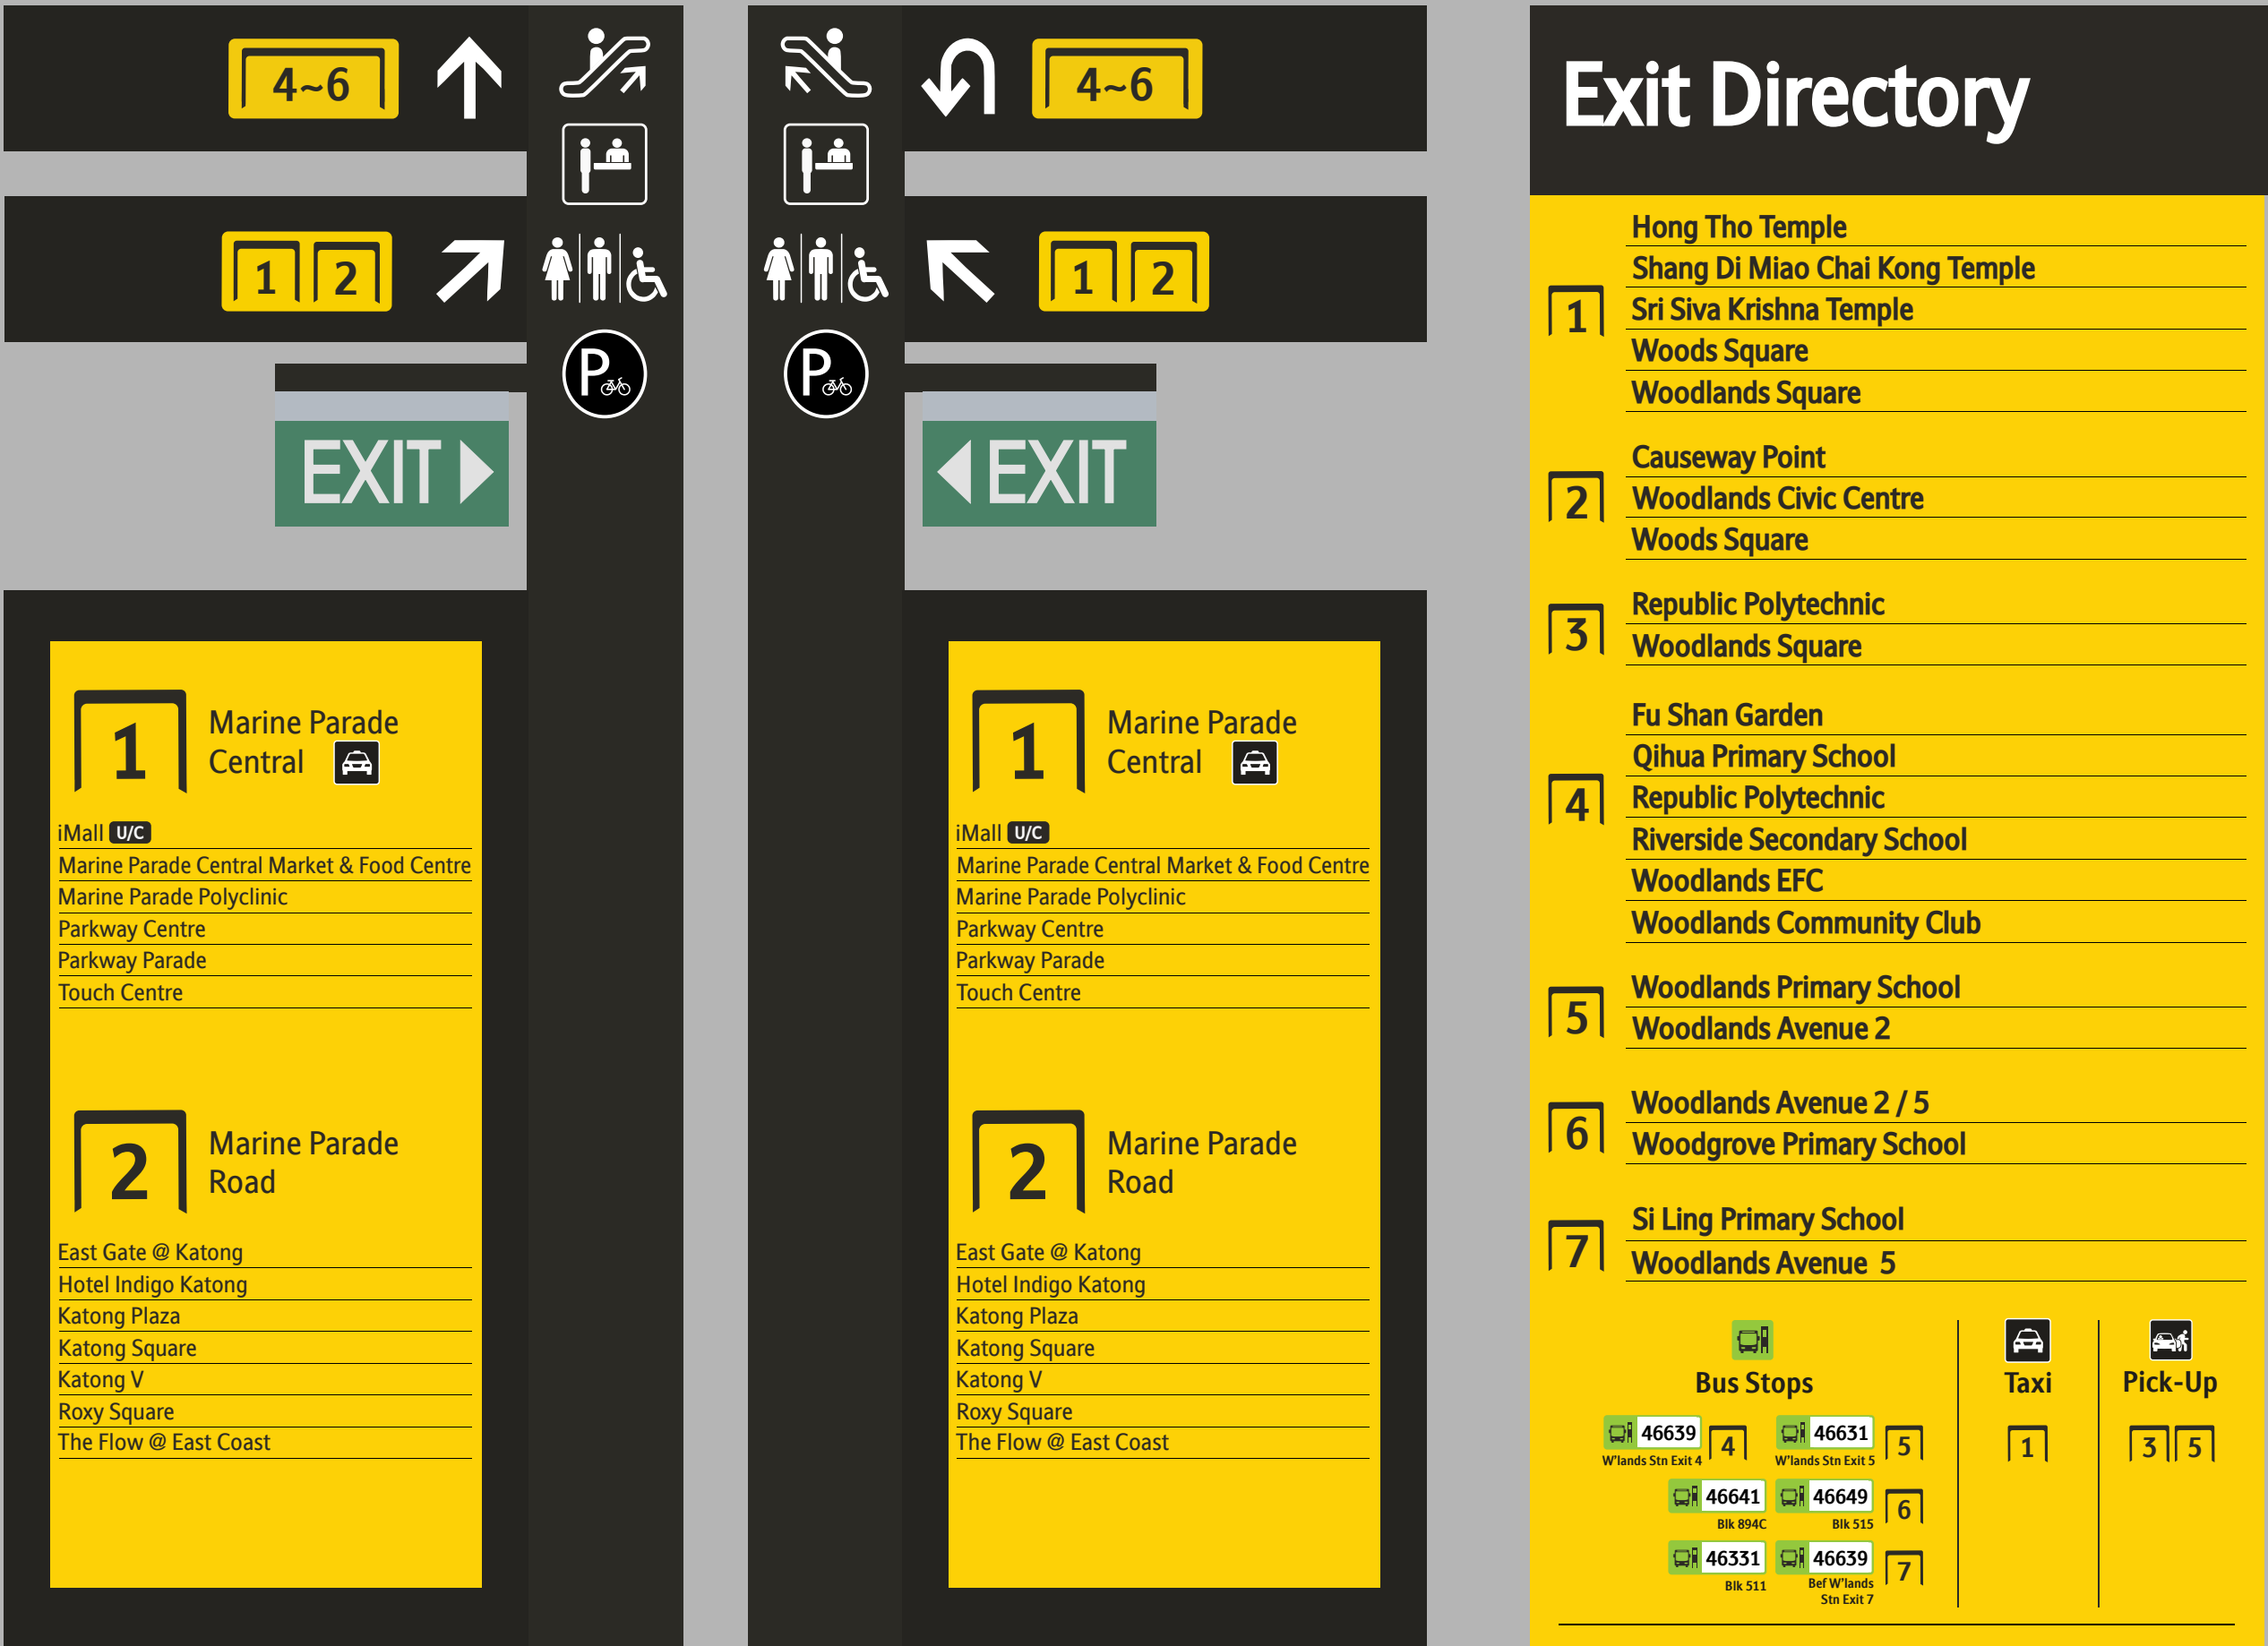 4~6
1 2
P
EXIT
1
Marine Parade
Central
iMall U/C
Marine Parade Central Market & Food Centre
Marine Parade Polyclinic
Parkway Centre
Parkway Parade
Touch Centre
2
Marine Parade
Road
East Gate @ Katong
Hotel Indigo Katong
Katong Plaza
Katong Square
Katong V
Roxy Square
The Flow @ East Coast
4~6
1 2
P
EXIT
1
Marine Parade
Central
iMall U/C
Marine Parade Central Market & Food Centre
Marine Parade Polyclinic
Parkway Centre
Parkway Parade
Touch Centre
2
Marine Parade
Road
East Gate @ Katong
Hotel Indigo Katong
Katong Plaza
Katong Square
Katong V
Roxy Square
The Flow @ East Coast
Exit Directory
1
Hong Tho Temple
Shang Di Miao Chai Kong Temple
Sri Siva Krishna Temple
Woods Square
Woodlands Square
2
Causeway Point
Woodlands Civic Centre
Woods Square
3
Republic Polytechnic
Woodlands Square
4
Fu Shan Garden
Qihua Primary School
Republic Polytechnic
Riverside Secondary School
Woodlands EFC
Woodlands Community Club
5
Woodlands Primary School
Woodlands Avenue 2
6
Woodlands Avenue 2 / 5
Woodgrove Primary School
7
Si Ling Primary School
Woodlands Avenue 5
Bus Stops
46639 4 46631 5
W'lands Stn Exit 4 W'lands Stn Exit 5
46641 46649 6
Blk 894C Blk 515
46331 46639 7
Blk 511 Bef W'lands
Stn Exit 7
Taxi
1
Pick-Up
3 5